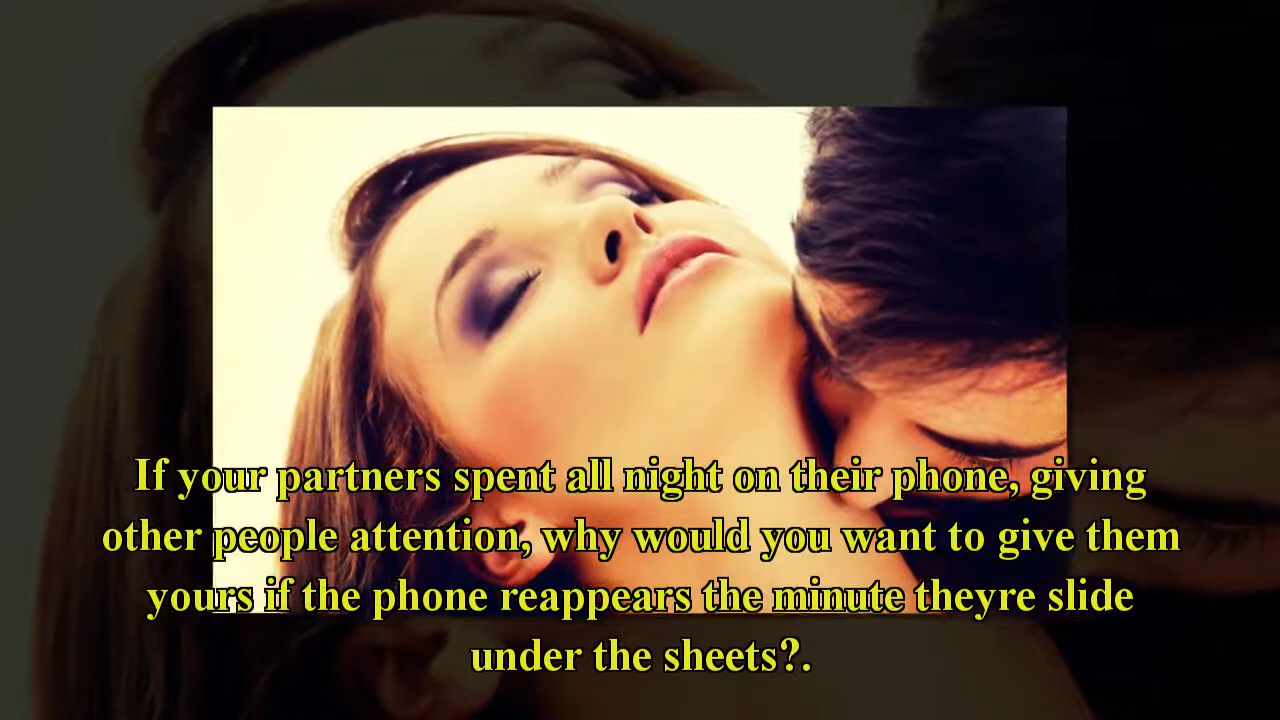 If your partners spent all night on their phone, giving
other people attention, why would you want to give them
yours if the phone reappears the minute theyre slide
under the sheets?.